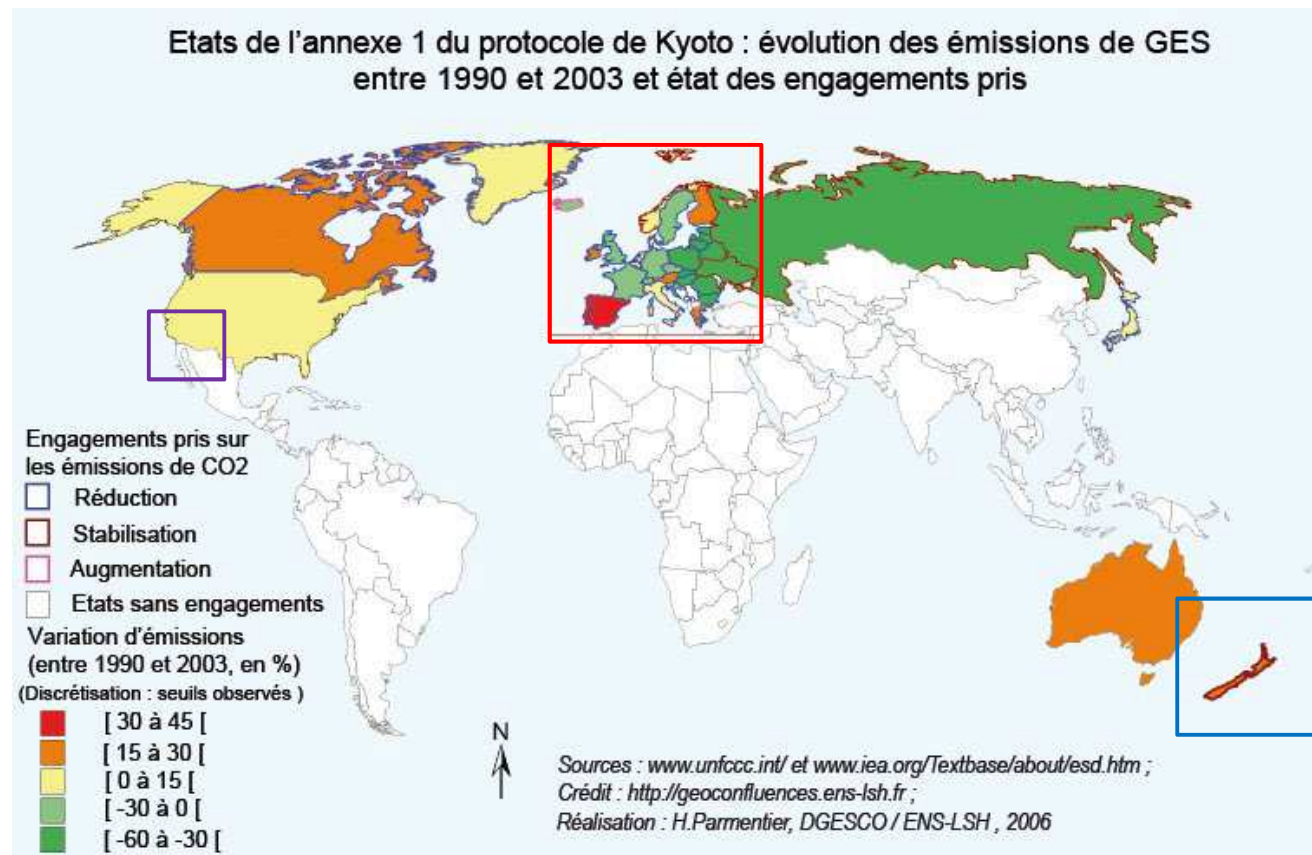 Etats de l'annexe 1 du protocole de Kyoto : évolution des émissions de GES
entre 1990 et 2003 et état des engagements pris
Engagements pris sur
les émissions de CO2
Réduction
Stabilisation
Augmentation
Etats sans engagements
Variation d'émissions
(entre 1990 et 2003, en %)
(Discrétisation : seuils observés )
[ 30 à 45 [
[ 15 à 30 [
[ 0 à 15 [
[ -30 à 0 [
[ -60 à -30 [
N
Sources : www.unfccc.int/ et www.iea.org/Textbase/about/esd.htm ;
Crédit : http://geoconfluences.ens-lsh.fr ;
Réalisation : H.Parmentier, DGESCO / ENS-LSH , 2006